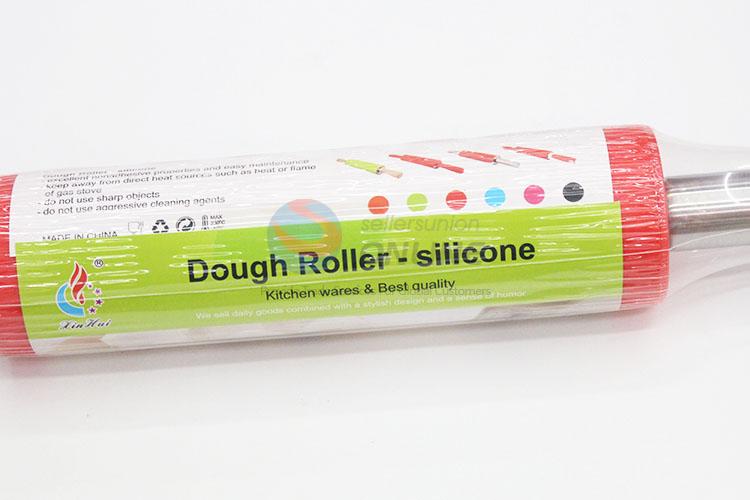 Dough Roller - silicone
- excellent nonadhesive properties and easy maintenance
- keep away from direct heat sources such as heat or flame
of gas stove
- do not use sharp objects
- do not use aggressive cleaning agents
MADE IN CHINA
MAX
230°C
sellersunion
ONLINE
®
XinHui
Dough Roller - silicone
Kitchen wares & Best quality
Customers
We sell daily goods combined with a stylish design and a sense of humor